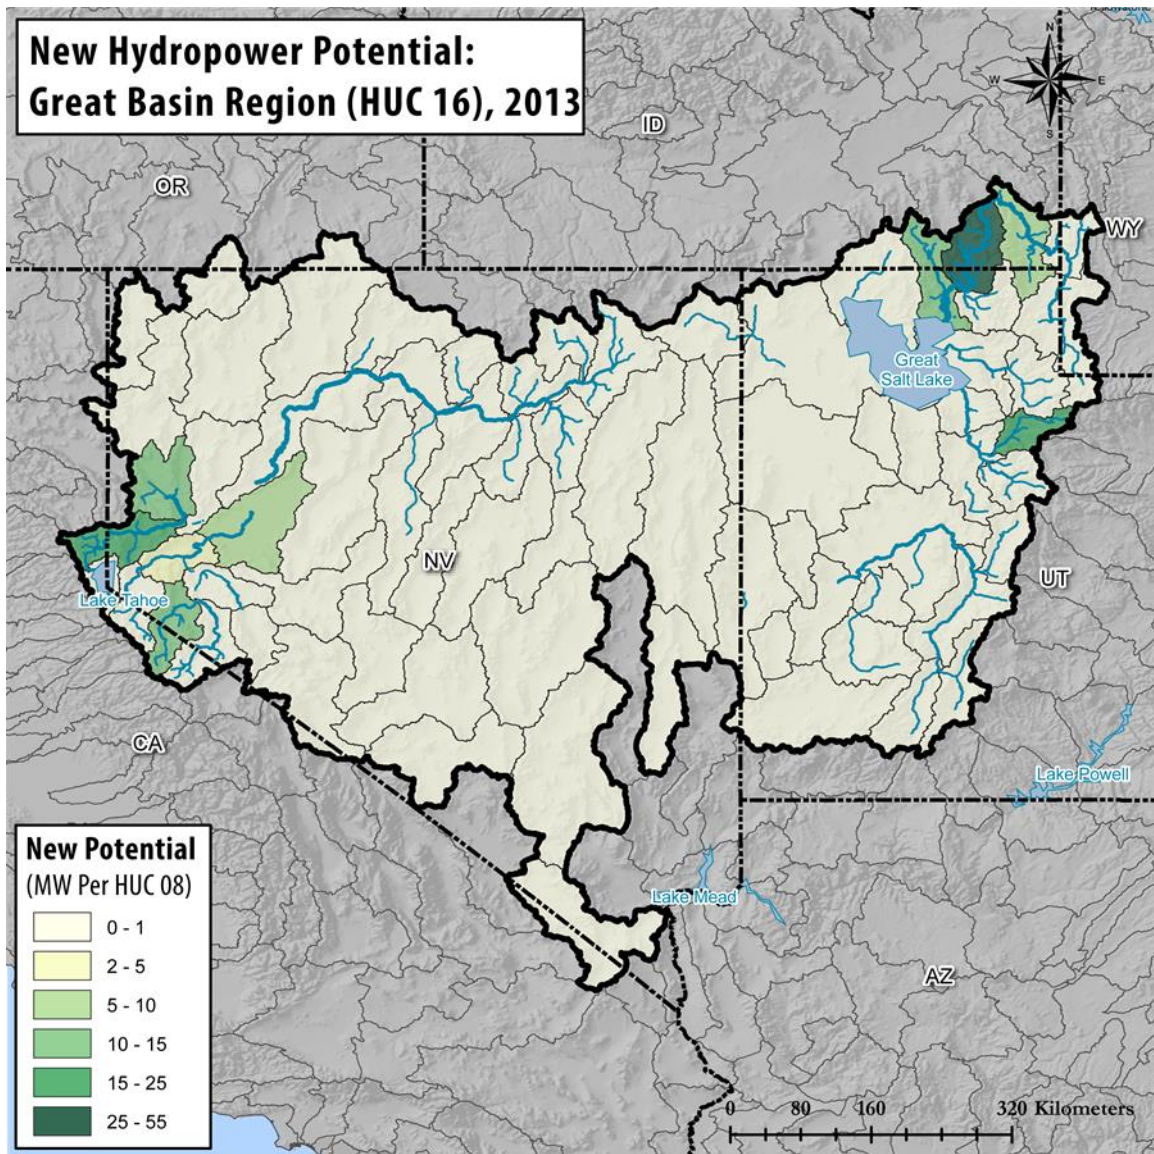 New Hydropower Potential:
Great Basin Region (HUC 16), 2013
N
W
E
S
ID
OR
WY
Great
Salt Lake
NV
Lake Tahoe
UT
CA
Lake Powell
Lake Mead
AZ
New Potential
(MW Per HUC 08)
0 - 1
2 - 5
5 - 10
10 - 15
15 - 25
25 - 55
0 80 160 320 Kilometers